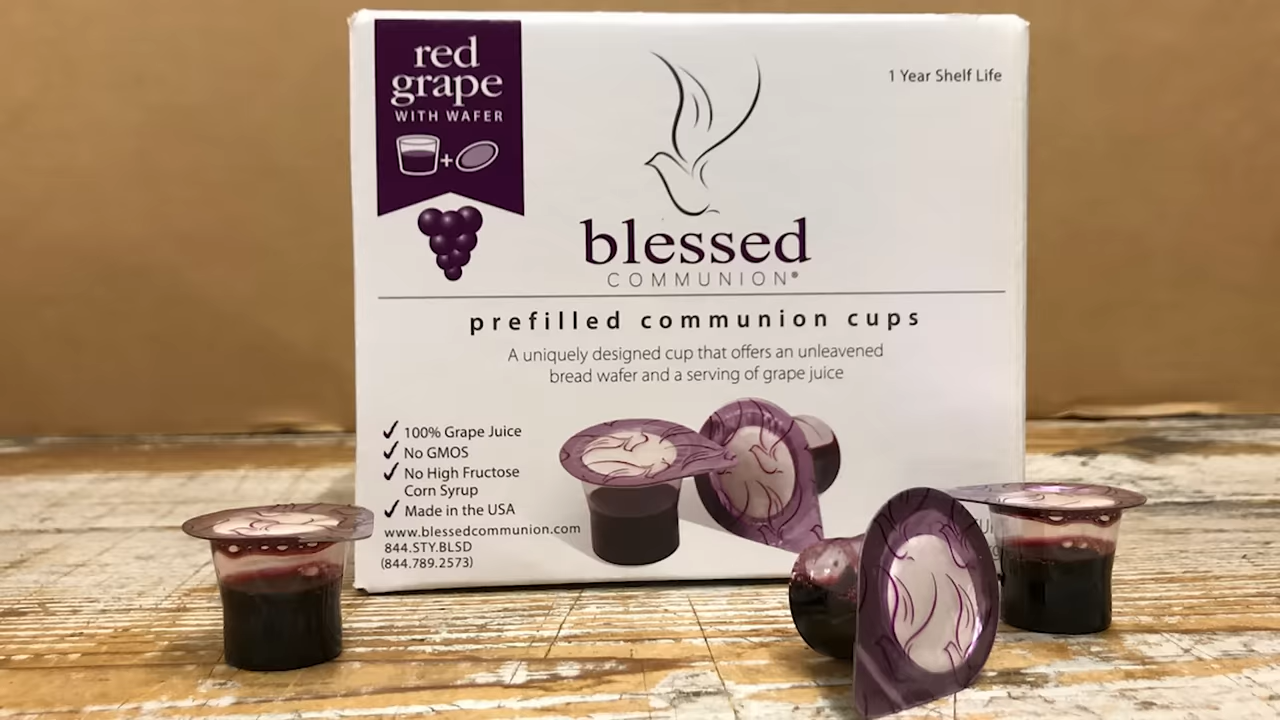 red
grape
WITH WAFER
+
1 Year Shelf Life
blessed
COMMUNION®
prefilled communion cups
A uniquely designed cup that offers an unleavened
bread wafer and a serving of grape juice
100% Grape Juice
No GMOS
No High Fructose
Corn Syrup
Made in the USA
www.blessedcommunion.com
844.STY.BLSD
(844.789.2573)